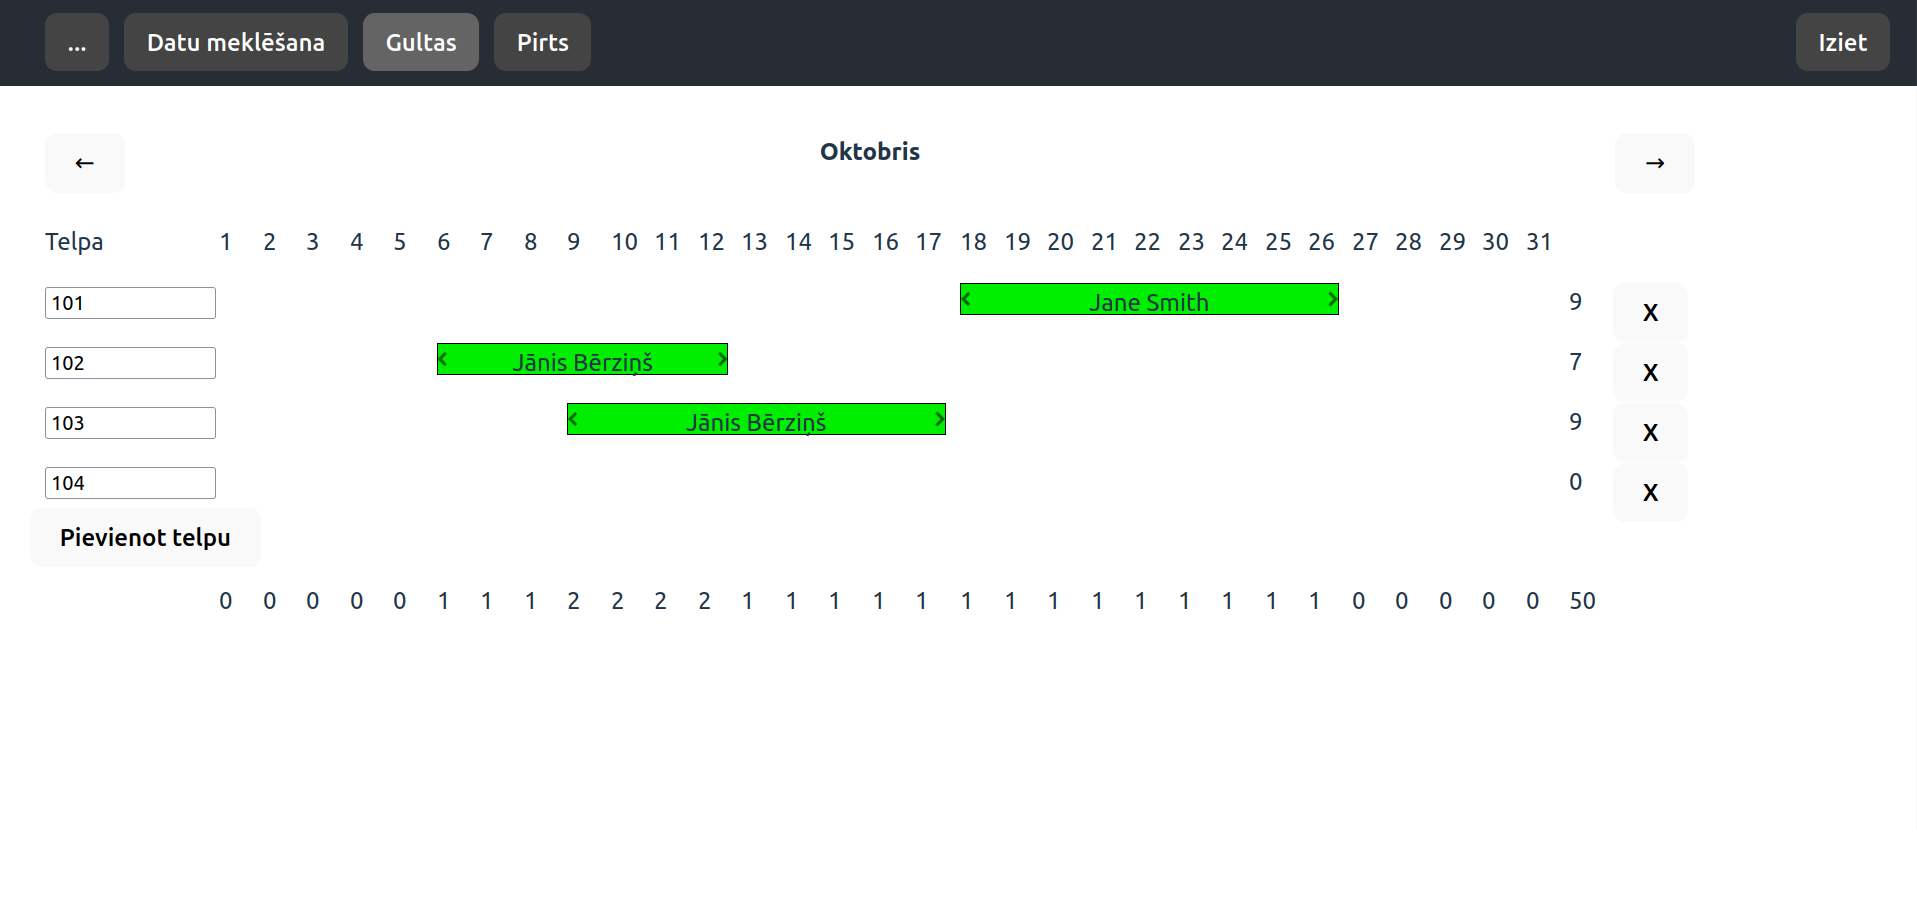 ... Datu meklēšana Gultas Pirts Iziet
← Oktobris →
Telpa 1 2 3 4 5 6 7 8 9 10 11 12 13 14 15 16 17 18 19 20 21 22 23 24 25 26 27 28 29 30 31
101 < Jane Smith > 9 X
102 < Jānis Bērziņš > 7 X
103 < Jānis Bērziņš > 9 X
104 0 X
Pievienot telpu
0 0 0 0 0 1 1 1 2 2 2 2 1 1 1 1 1 1 1 1 1 1 1 1 1 1 0 0 0 0 0 50